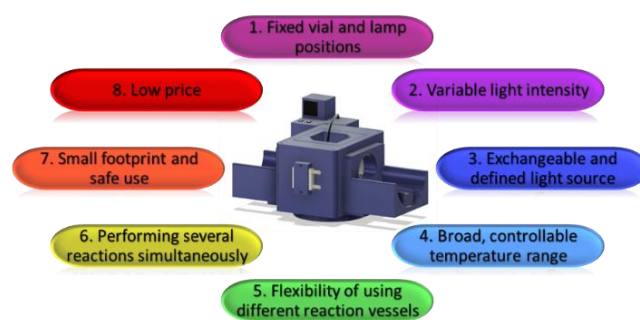 1. Fixed vial and lamp
positions
2. Variable light intensity
3. Exchangeable and
defined light source
4. Broad, controllable
temperature range
5. Flexibility of using
different reaction vessels
6. Performing several
reactions simultaneously
7. Small footprint and
safe use
8. Low price